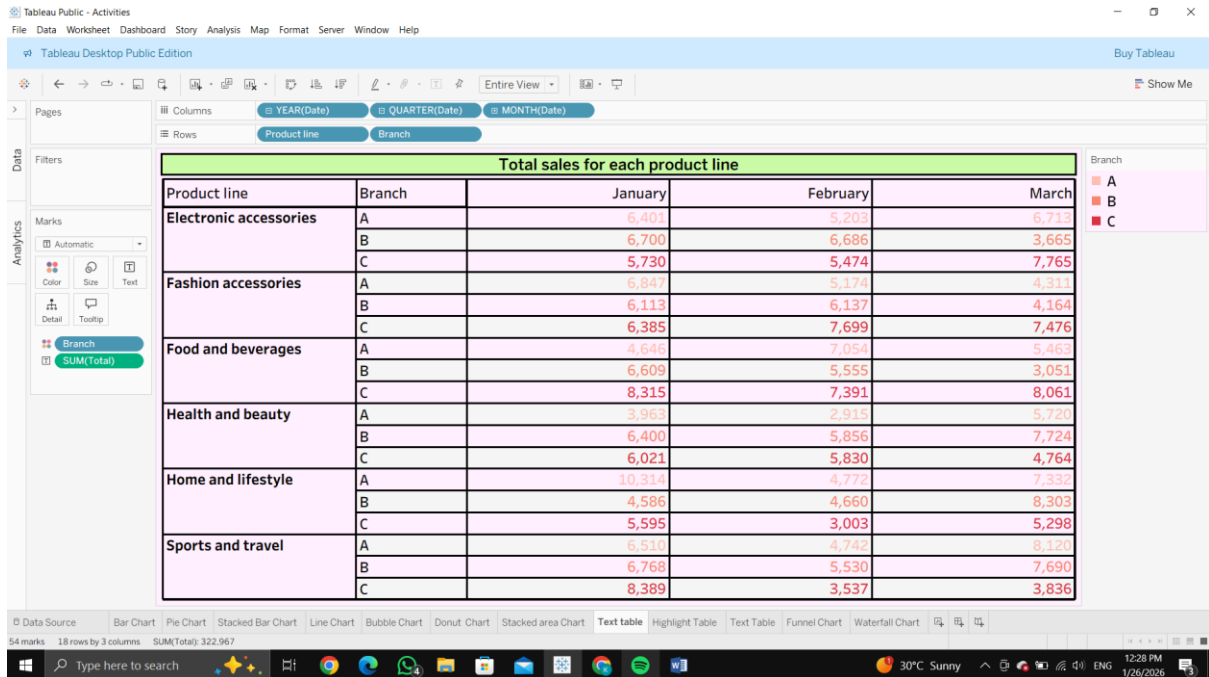 Tableau Public - Activities
File Data Worksheet Dashboard Story Analysis Map Format Server Window Help
Tableau Desktop Public Edition Buy Tableau
Entire View Show Me
Pages
Columns YEAR(Date) QUARTER(Date) MONTH(Date)
Rows Product line Branch
Data
Analytics
Filters
Marks
Automatic
Color Size Text
Detail Tooltip
Branch
SUM(Total)
Total sales for each product line
Product line Branch January February March
Electronic accessories A 6,401 5,203 6,713
B 6,700 6,686 3,665
C 5,730 5,474 7,765
Fashion accessories A 6,847 5,174 4,311
B 6,113 6,137 4,164
C 6,385 7,699 7,476
Food and beverages A 4,646 7,054 5,463
B 6,609 5,555 3,051
C 8,315 7,391 8,061
Health and beauty A 3,963 2,915 5,720
B 6,400 5,856 7,724
C 6,021 5,830 4,764
Home and lifestyle A 10,314 4,772 7,332
B 4,586 4,660 8,303
C 5,595 3,003 5,298
Sports and travel A 6,510 4,742 8,120
B 6,768 5,530 7,690
C 8,389 3,537 3,836
Branch
A
B
C
Data Source Bar Chart Pie Chart Stacked Bar Chart Line Chart Bubble Chart Donut Chart Stacked area Chart Text table Highlight Table Text Table Funnel Chart Waterfall Chart
54 marks 18 rows by 3 columns SUM(Total): 322,967
Type here to search 4 30°C Sunny ENG 12:28 PM
1/26/2026 3